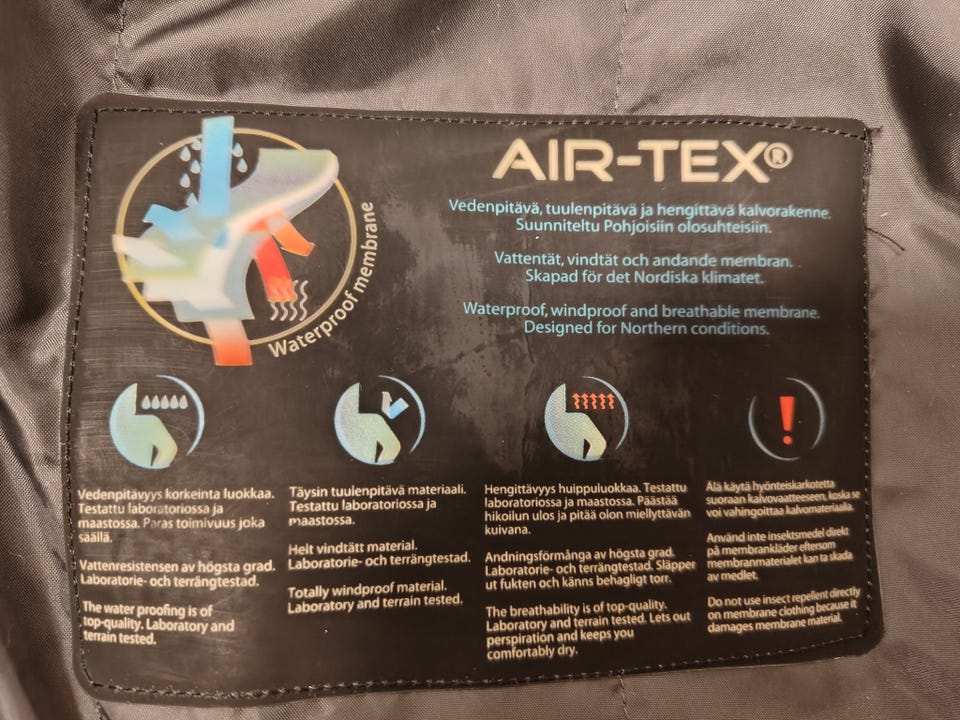 AIR-TEX®
Vedenpitävä, tuulenpitävä ja hengittävä kalvorakenne.
Suunniteltu Pohjoisiin olosuhteisiin.
Vattentät, vindtät och andande membran.
Skapad för det Nordiska klimatet.
Waterproof, windproof and breathable membrane.
Designed for Northern conditions.
Waterproof membrane
Vedenpitävyys korkeinta luokkaa.
Testattu laboratoriossa ja
maastossa. Paras toimivuus joka
säällä.
Vattenresistensen av högsta grad.
Laboratorie- och terrängtestad.
The water proofing is of
top-quality. Laboratory and
terrain tested.
Täysin tuulenpitävä materiaali.
Testattu laboratoriossa ja
maastossa.
Helt vindtätt material.
Laboratorie- och terrängtestad.
Totally windproof material.
Laboratory and terrain tested.
Hengittävyys huippuluokkaa. Testattu
laboratoriossa ja maastossa. Päästää
hikoilun ulos ja pitää olon miellyttävän
kuivana.
Andningsförmånga av högsta grad.
Laboratorie- och terrängtestad. Släpper
ut fukten och känns behagligt torr.
The breathability is of top-quality.
Laboratory and terrain tested. Lets out
perspiration and keeps you
comfortably dry.
Älä käytä hyönteiskarkotetta
suoraan kalvovaatteeseen, koska se
voi vahingoittaa kalvomateriaalia.
Använd inte insektsmedel direkt
på membrankläder eftersom
membranmaterialet kan ta skada
av medlet.
Do not use insect repellent directly
on membrane clothing because it
damages membrane material.